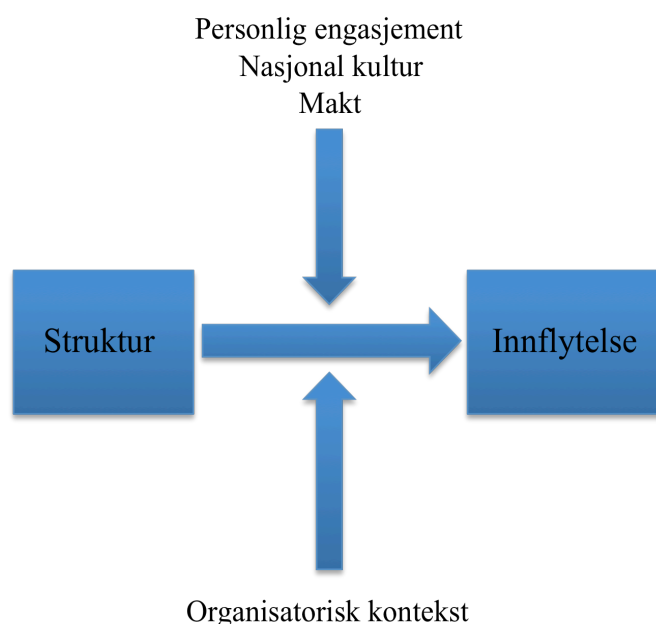 Personlig engasjement
Nasjonal kultur
Makt
Struktur
Innflytelse
Organisatorisk kontekst